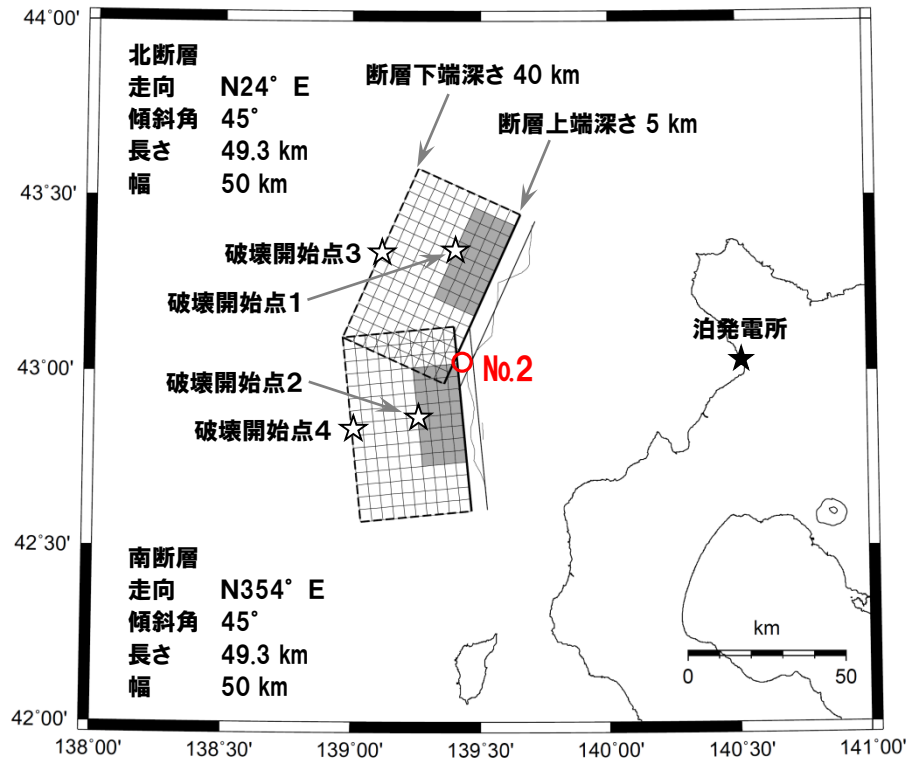 44°00'
43°30'
43°00'
42°30'
42°00'
138°00'
139°00'
139°30'
140°00'
140°30'
141°00'
北断層
走向 N24°E
傾斜角 45°
長さ 49.3 km
幅 50 km
断層下端深さ 40 km
断層上端深さ 5 km
破壊開始点3
破壊開始点1
泊発電所
No.2
破壊開始点2
破壊開始点4
南断層
走向 N354°E
傾斜角 45°
長さ 49.3 km
幅 50 km
km
0 50